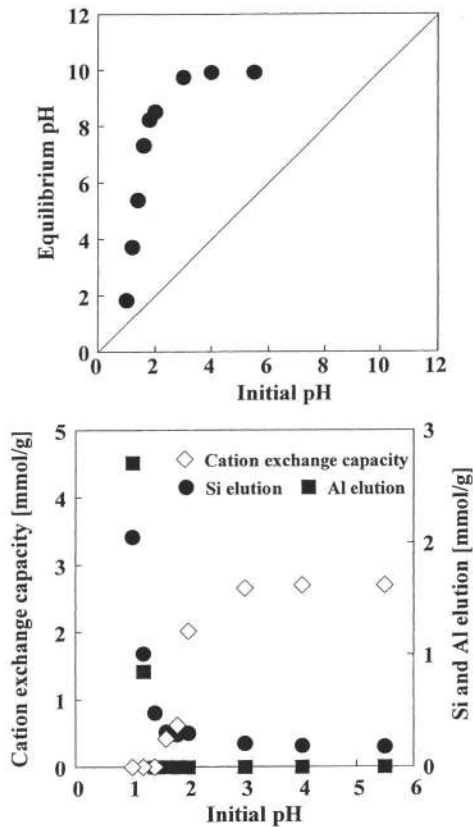 12
10
8
6
4
2
0
Equilibrium pH
0 2 4 6 8 10 12
Initial pH
5
4
3
2
1
0
Cation exchange capacity [mmol/g]
Cation exchange capacity
Si elution Al elution
3
2
1
0
Si and Al elution [mmol/g]
0 1 2 3 4 5 6
Initial pH